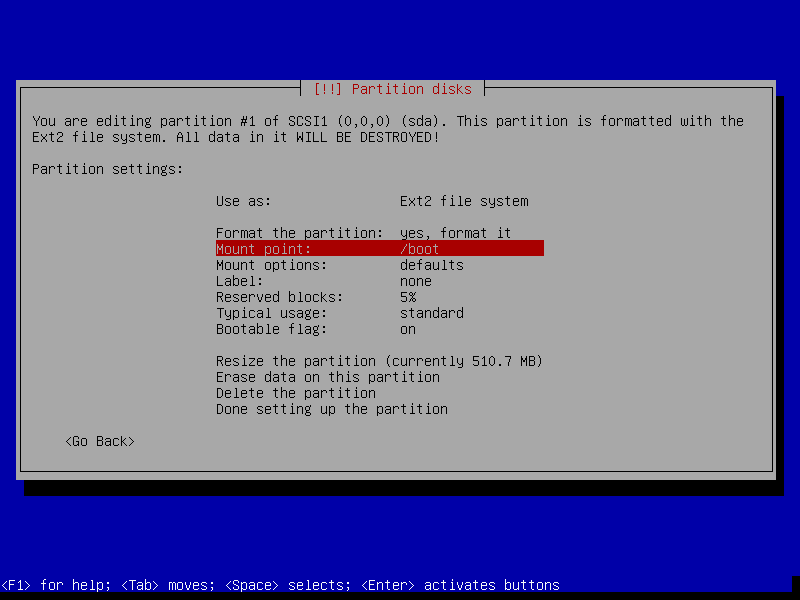 [!!] Partition disks
You are editing partition #1 of SCSI1 (0,0,0) (sda). This partition is formatted with the
Ext2 file system. All data in it WILL BE DESTROYED!
Partition settings:
Use as: Ext2 file system
Format the partition: yes, format it
Mount point: /boot
Mount options: defaults
Label: none
Reserved blocks: 5%
Typical usage: standard
Bootable flag: on
Resize the partition (currently 510.7 MB)
Erase data on this partition
Delete the partition
Done setting up the partition
<Go Back>
<F1> for help; <Tab> moves; <Space> selects; <Enter> activates buttons